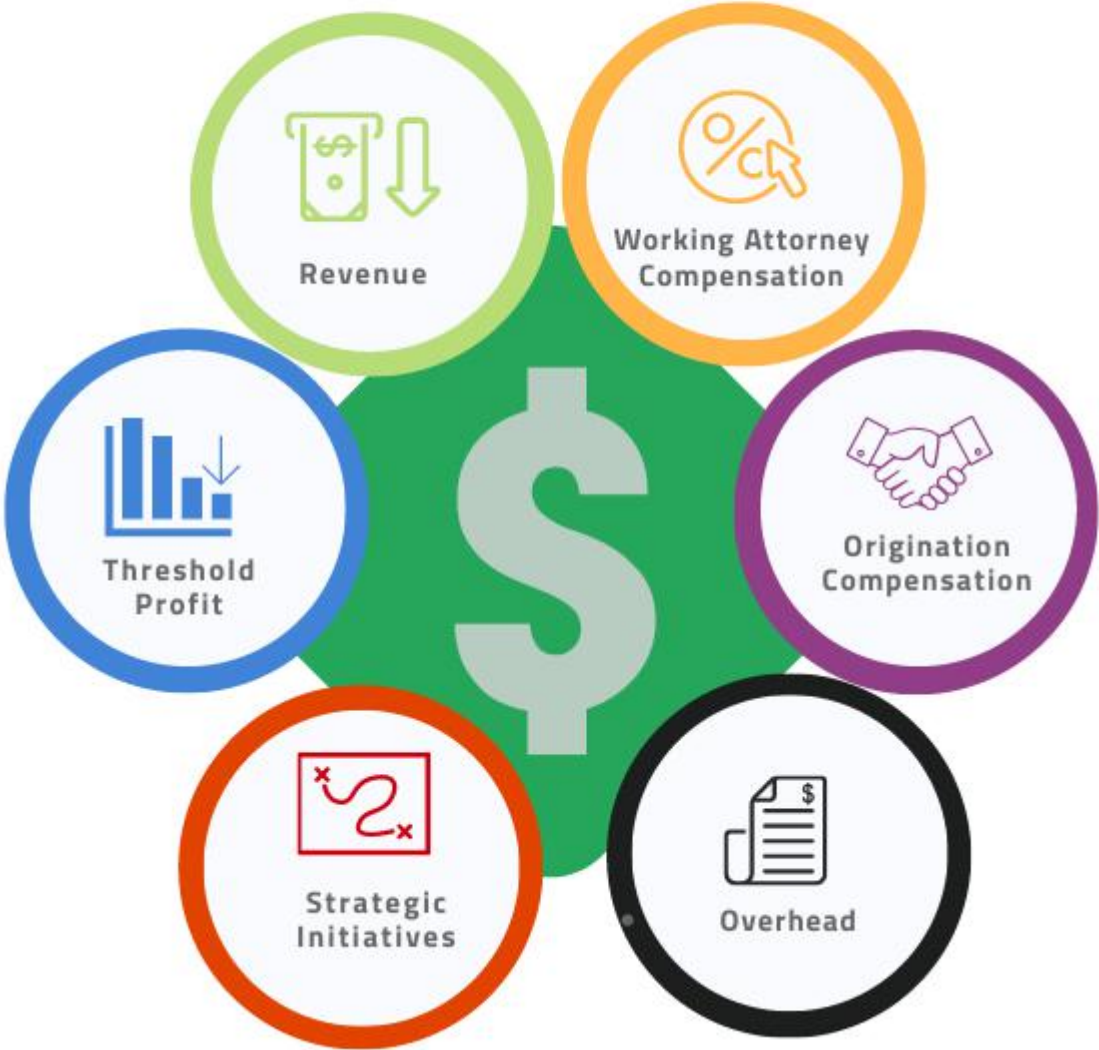 Revenue
Working Attorney
Compensation
Threshold
Profit
$
Origination
Compensation
Strategic
Initiatives
$
Overhead